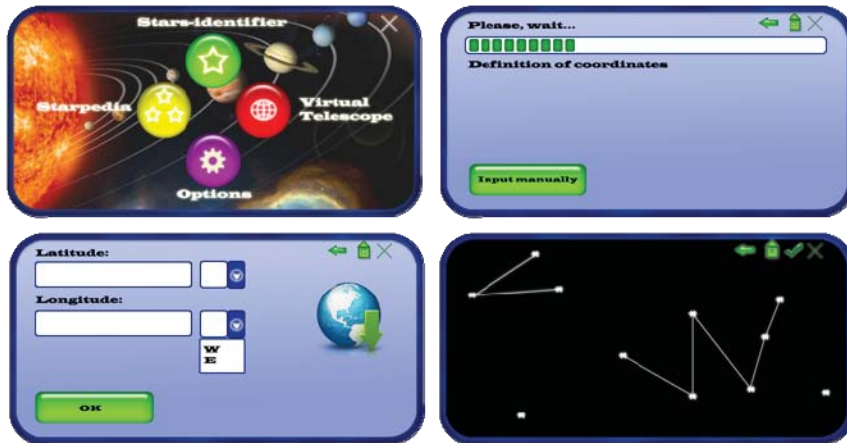 Stars-identifier
Starpedia
Virtual
Telescope
Options
Please, wait...
Definition of coordinates
Input manually
Latitude:
Longitude:
W
E
OK